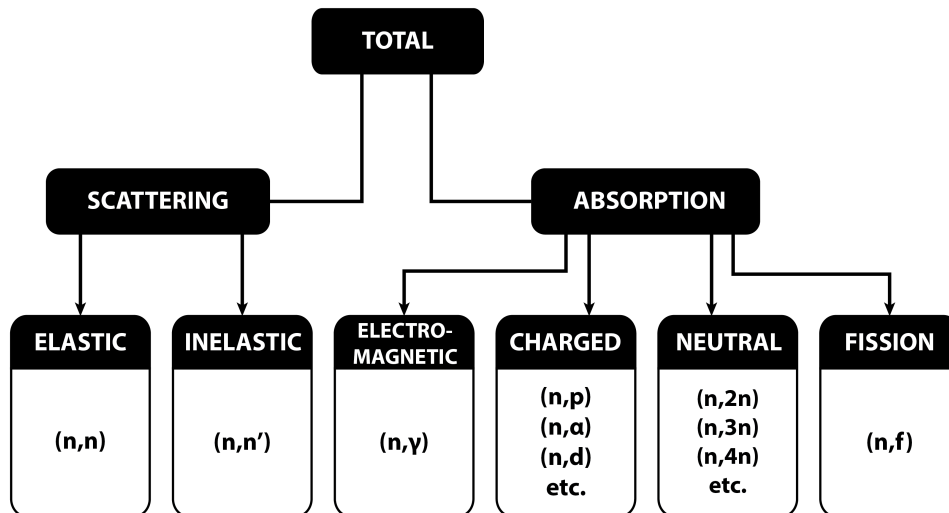 TOTAL
SCATTERING
ABSORPTION
ELASTIC
(n,n)
INELASTIC
(n,n′)
ELECTRO-
MAGNETIC
(n,γ)
CHARGED
(n,p)
(n,α)
(n,d)
etc.
NEUTRAL
(n,2n)
(n,3n)
(n,4n)
etc.
FISSION
(n,f)